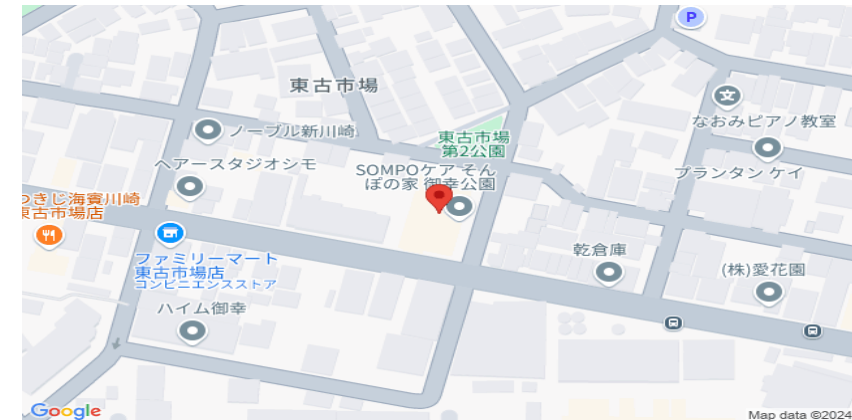 P
東古市場
文
なおみピアノ教室
ノーブル新川崎
東古市場
第2公園
ヘアースタジオシモ
SOMPOケア そん
ぽの家 御幸公園
プランタン ケイ
つきじ海賓川崎
東古市場店
ファミリーマート
東古市場店
コンビニエンスストア
乾倉庫
(株)愛花園
ハイム御幸
Google
Map data ©2024